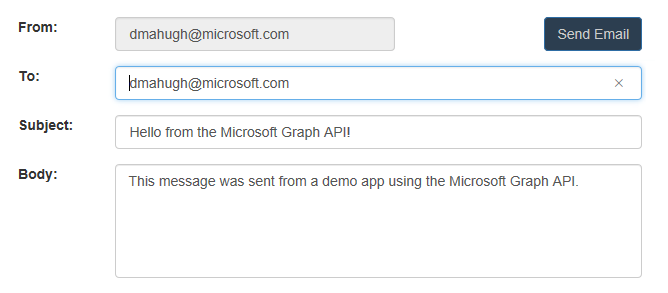 From: dmahugh@microsoft.com Send Email
To: dmahugh@microsoft.com ×
Subject: Hello from the Microsoft Graph API!
Body: This message was sent from a demo app using the Microsoft Graph API.